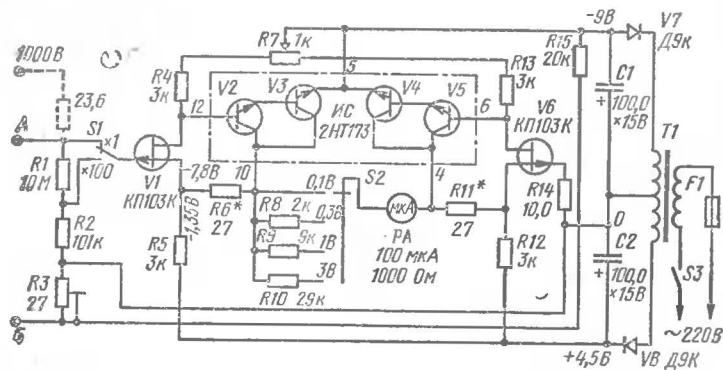 1000В
23,6
А
R1
10М
S1
×1
×100
R2
101к
R3
27
Б
R4
3к
V1
КП103К
-7,8В
-1,35В
R5
3к
R6*
27
R7
1к
12
V2
V3
5
ИС
2НТ173
V4
V5
6
10
4
0,1В
S2
R8
2к
0,3В
R9
9к
1В
3В
R10
29к
мкА
РА
100 мкА
1000 Ом
R11*
27
R12
3к
R13
3к
V6
КП103К
R14
10,0
-9В
R15
20к
C1
+
100,0
×15В
0
C2
+
100,0
×15В
+4,5В
V7
Д9К
V8 Д9К
T1
F1
S3
~220В